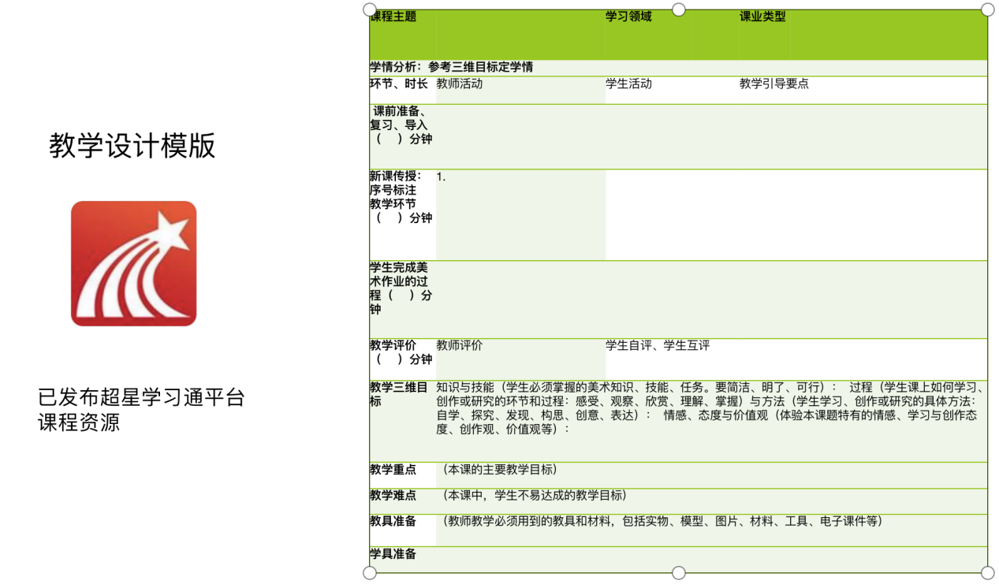 教学设计模版
已发布超星学习通平台
课程资源
课程主题 学习领域 课业类型
学情分析：参考三维目标定学情
环节、时长 教师活动 学生活动 教学引导要点
课前准备、
复习、导入
（ ）分钟
新课传授： 1.
序号标注
教学环节
（ ）分钟
学生完成美
术作业的过
程（ ）分
钟
教学评价 教师评价 学生自评、学生互评
（ ）分钟
教学三维目
标
知识与技能（学生必须掌握的美术知识、技能、任务。要简洁、明了、可行）： 过程（学生课上如何学习、
创作或研究的环节和过程：感受、观察、欣赏、理解、掌握）与方法（学生学习、创作或研究的具体方法：
自学、探究、发现、构思、创意、表达）： 情感、态度与价值观（体验本课题特有的情感、学习与创作态
度、创作观、价值观等）：
教学重点 （本课的主要教学目标）
教学难点 （本课中，学生不易达成的教学目标）
教具准备 （教师教学必须用到的教具和材料，包括实物、模型、图片、材料、工具、电子课件等）
学具准备